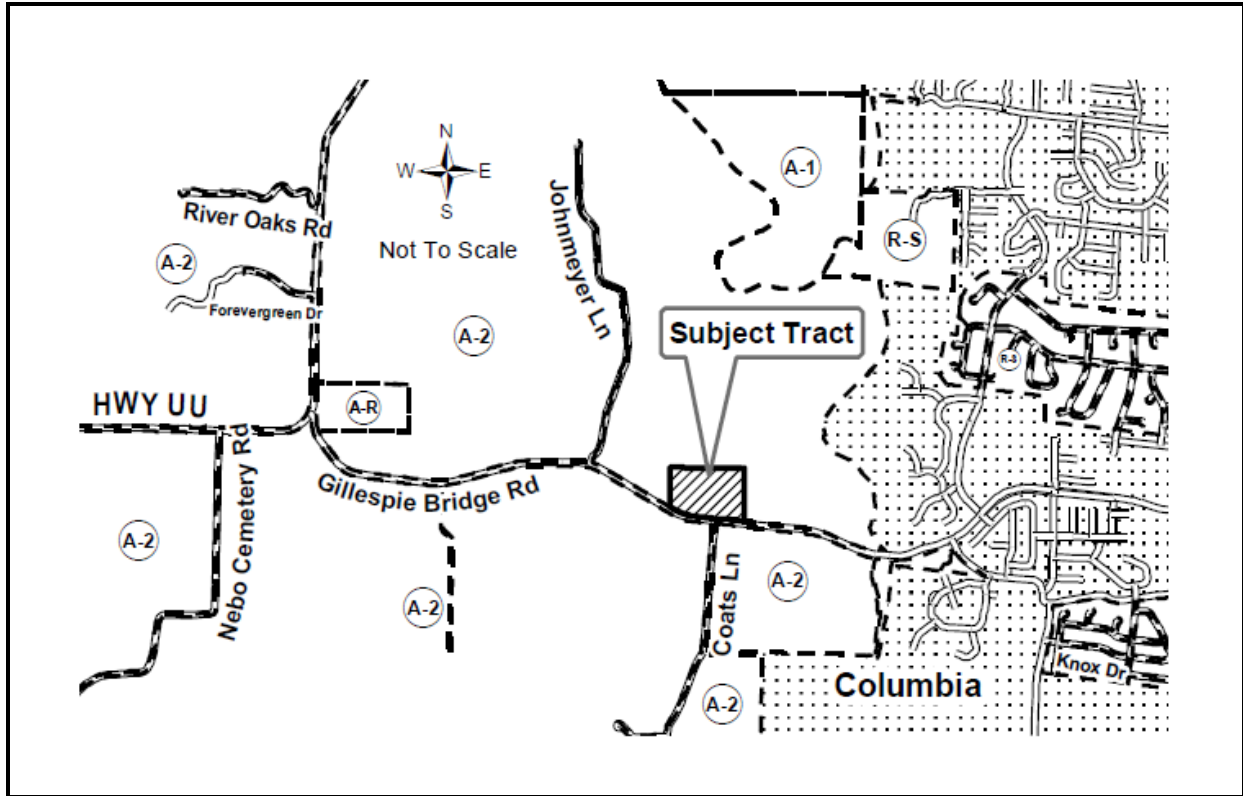 N
W
E
S
Not To Scale
River Oaks Rd
A-2
Forevergreen Dr
A-2
Johnmeyer Ln
A-1
R-S
Subject Tract
HWY UU
A-R
Gillespie Bridge Rd
Nebo Cemetery Rd
A-2
A-2
Coats Ln
A-2
A-2
Columbia
Knox Dr